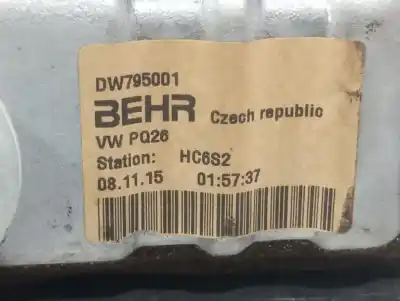 DW795001
BEHR Czech republic
VW PQ26
Station: HC6S2
08.11.15 01:57:37